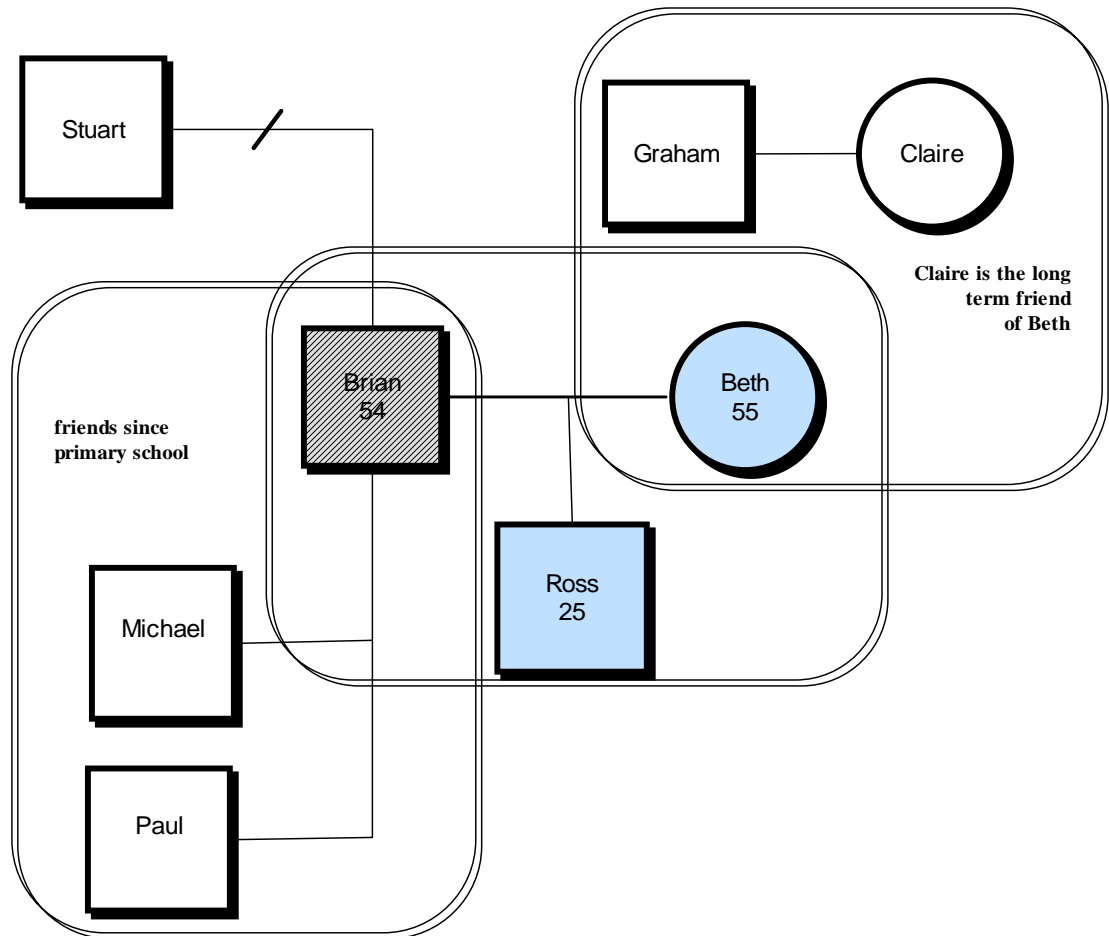 Stuart
Graham
Claire
Claire is the long
term friend
of Beth
Brian
54
Beth
55
friends since
primary school
Ross
25
Michael
Paul